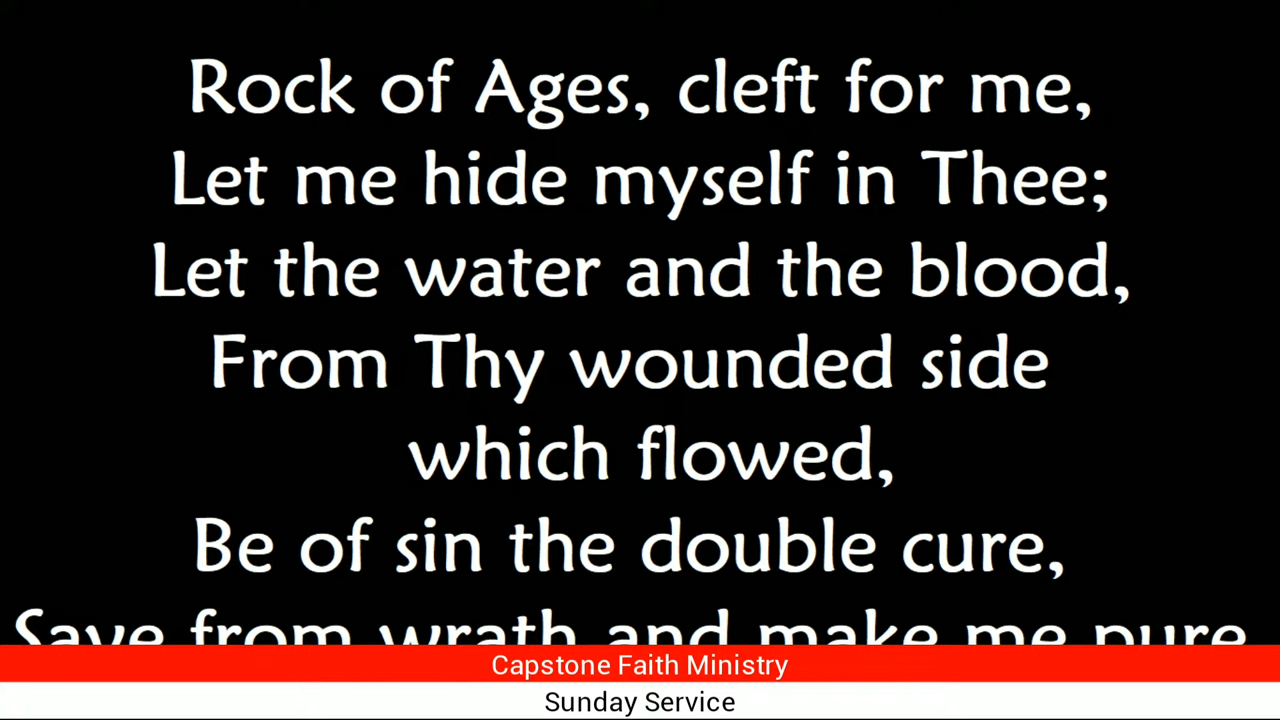 Rock of Ages, cleft for me,
Let me hide myself in Thee;
Let the water and the blood,
From Thy wounded side
which flowed,
Be of sin the double cure,
Save from wrath and make me pure
Capstone Faith Ministry
Sunday Service